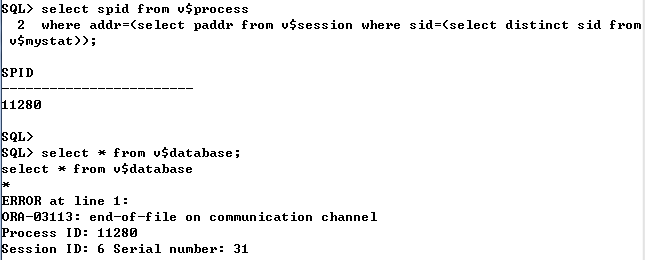 SQL> select spid from v$process
2 where addr=(select paddr from v$session where sid=(select distinct sid from
v$mystat));
SPID
------------------------
11280
SQL>
SQL> select * from v$database;
select * from v$database
*
ERROR at line 1:
ORA-03113: end-of-file on communication channel
Process ID: 11280
Session ID: 6 Serial number: 31